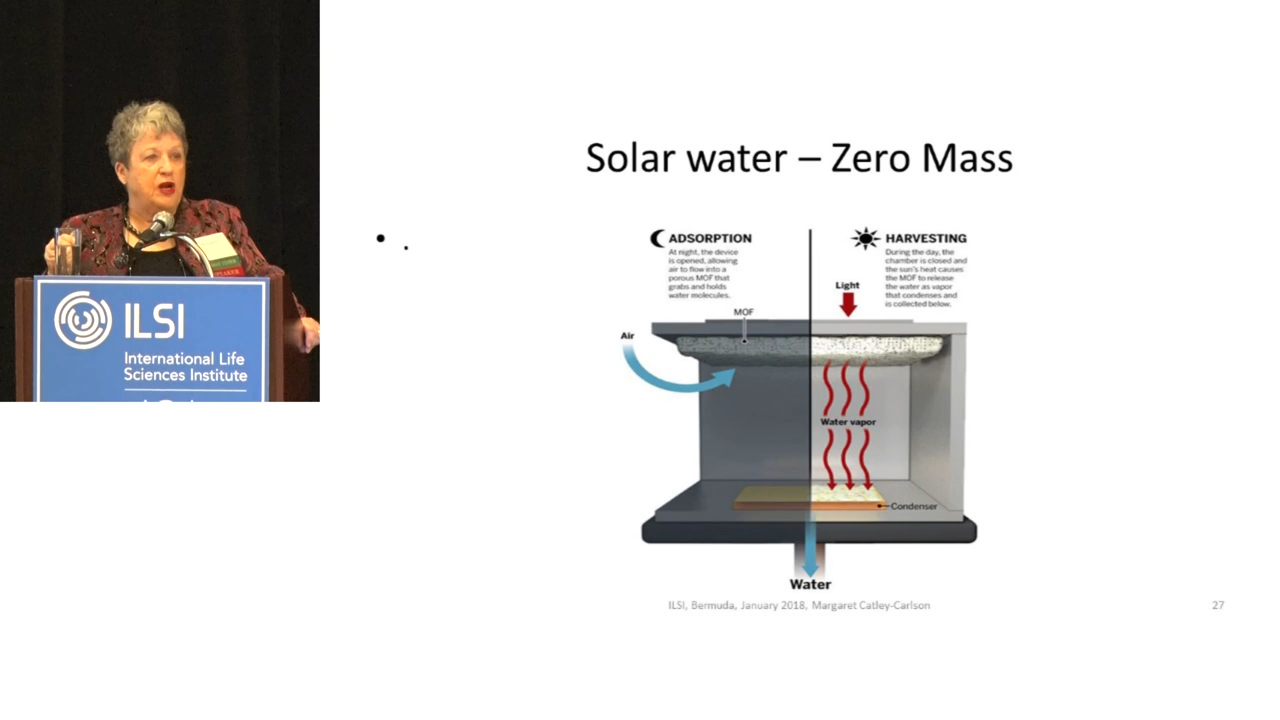 Solar water – Zero Mass
• .
ADSORPTION
At night, the device
is opened, allowing
air to flow into a
porous MOF that
grabs and holds
water molecules.
HARVESTING
During the day, the
chamber is closed and
the sun's heat causes
the MOF to release
the water as vapor
that condenses and
is collected below.
Light
MOF
Air
Water vapor
Condenser
Water
ILSI, Bermuda, January 2018, Margaret Catley-Carlson
27
SPEAKER
ILSI
International Life
Sciences Institute